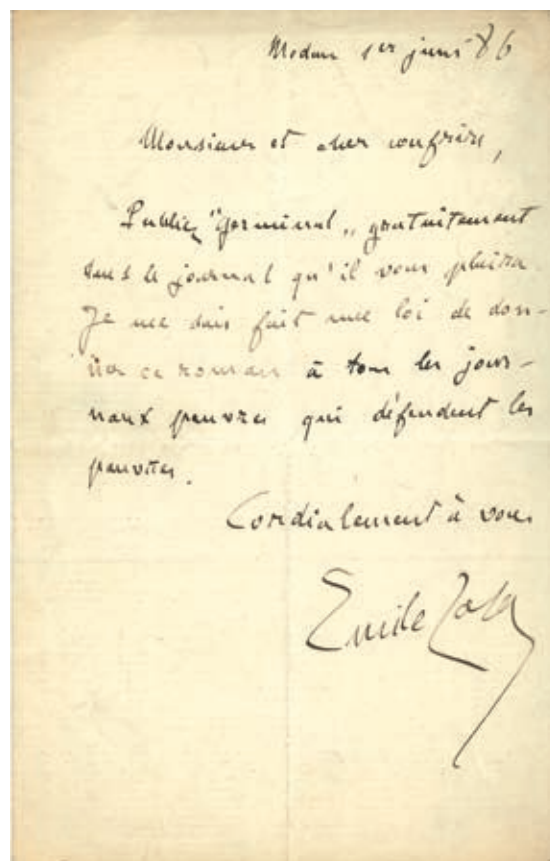 Médan 1er juin 86
Monsieur et cher confrère,
Publiez "Germinal" gratuitement
dans le journal qu'il vous plaira.
Je me suis fait une loi de don-
ner ce roman à tous les jour-
naux pauvres qui défendent les
pauvres.
Cordialement à vous
Emile Zola